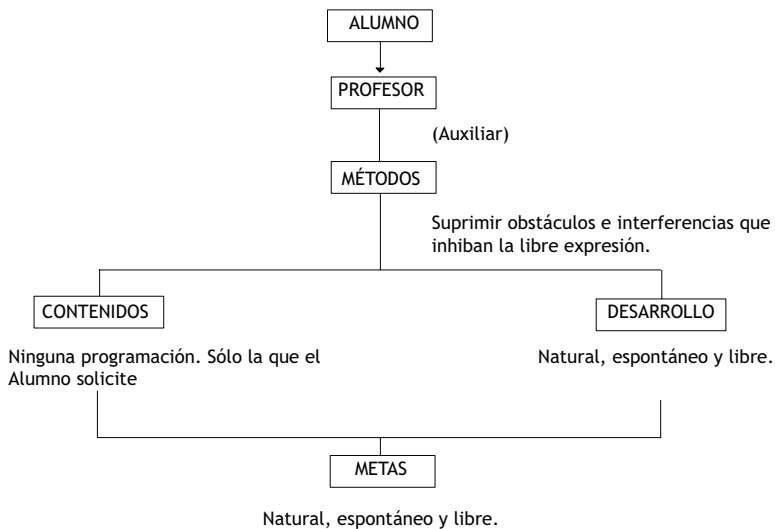 ALUMNO
PROFESOR
(Auxiliar)
MÉTODOS
Suprimir obstáculos e interferencias que
inhiban la libre expresión.
CONTENIDOS
DESARROLLO
Ninguna programación. Sólo la que el
Alumno solicite
Natural, espontáneo y libre.
METAS
Natural, espontáneo y libre.